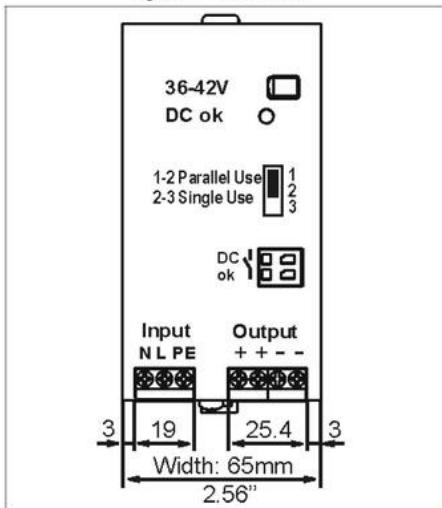 36-42V
DC ok
1-2 Parallel Use
2-3 Single Use
1
2
3
DC
ok
Input
Output
N L PE
+ + - -
3
19
25.4
3
Width: 65mm
2.56”